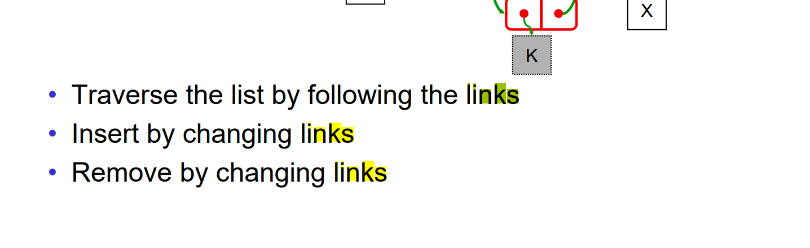 X
K
• Traverse the list by following the links
• Insert by changing links
• Remove by changing links